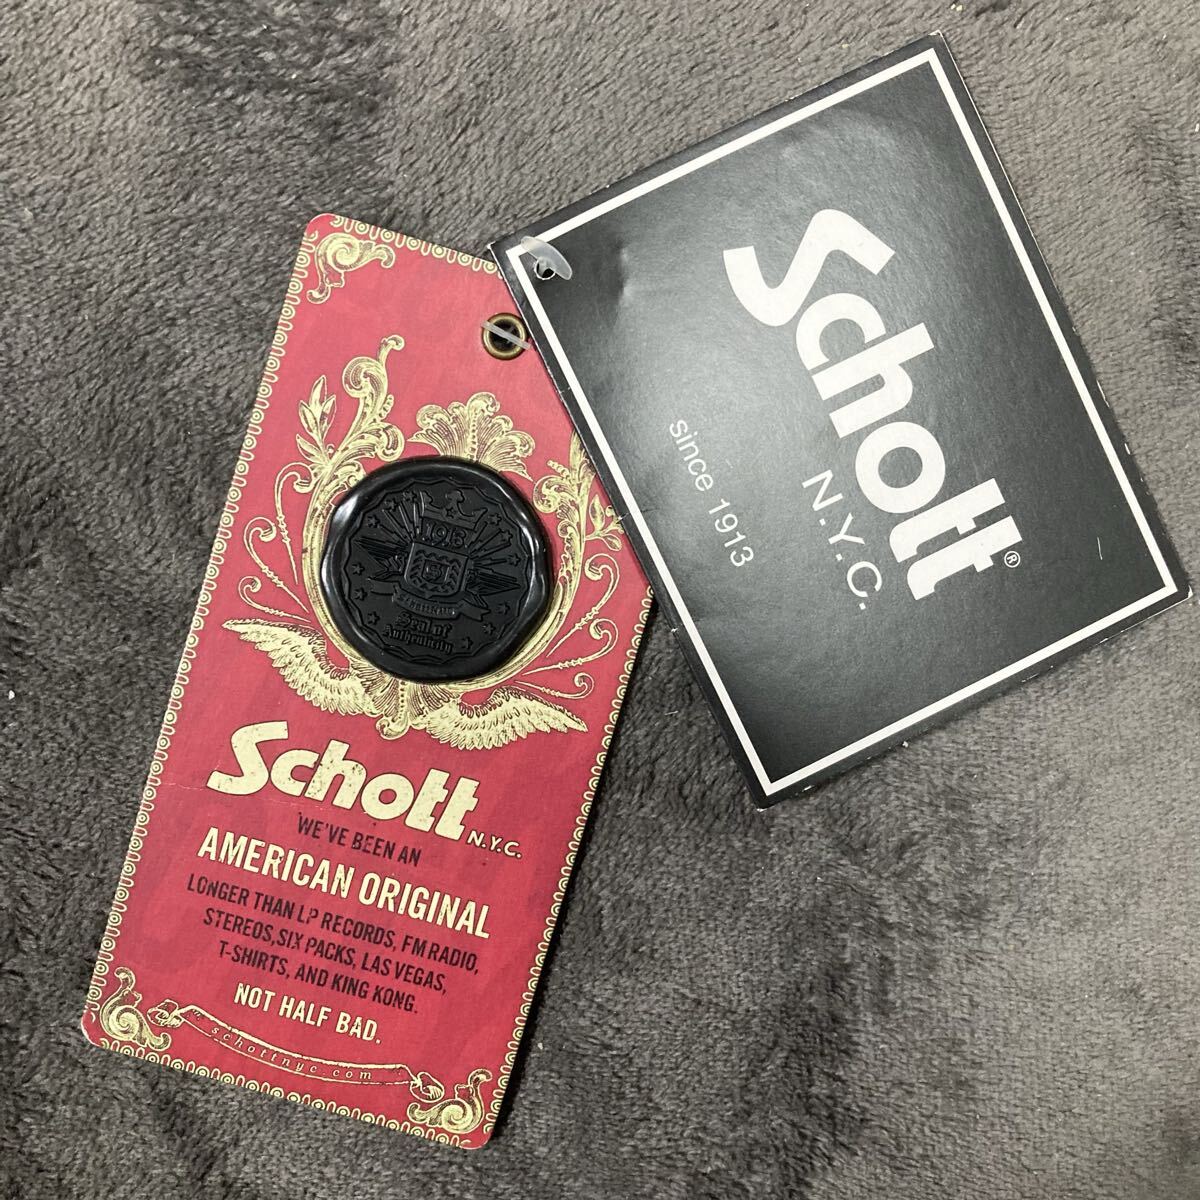 Schott®
N.Y.C.
since 1913
1913
Seal of
Authenticity
Schott
N.Y.C.
WE'VE BEEN AN
AMERICAN ORIGINAL
LONGER THAN LP RECORDS, FM RADIO,
STEREOS, SIX PACKS, LAS VEGAS,
T-SHIRTS, AND KING KONG.
NOT HALF BAD.
schottnyc.com